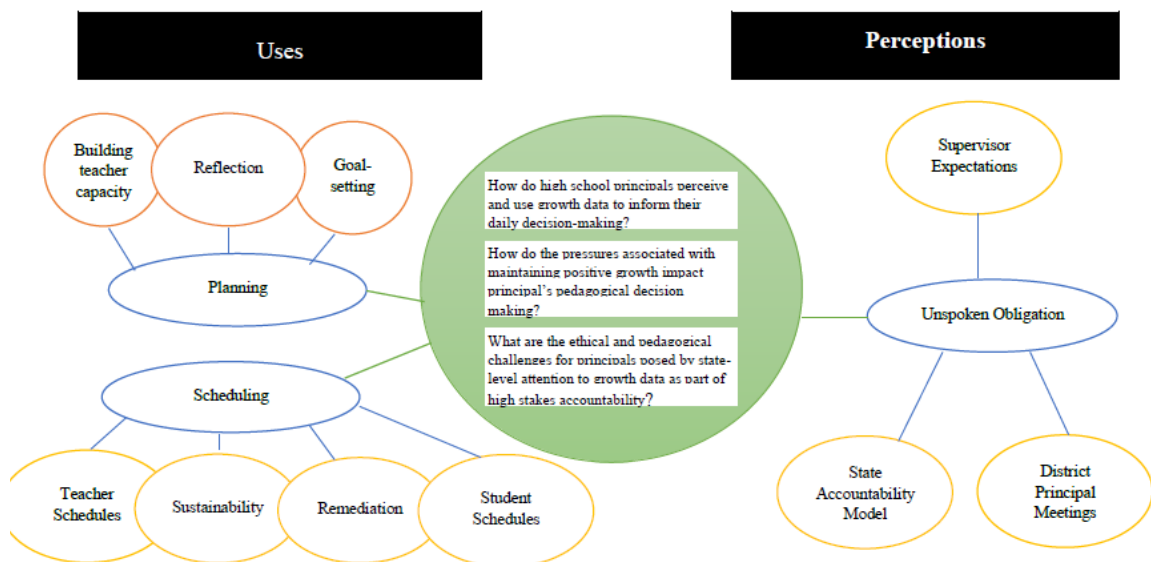 Uses
Perceptions
Building
teacher
capacity
Reflection
Goal-
setting
Planning
Scheduling
Teacher
Schedules
Sustainability
Remediation
Student
Schedules
How do high school principals perceive
and use growth data to inform their
daily decision-making?
How do the pressures associated with
maintaining positive growth impact
principal's pedagogical decision
making?
What are the ethical and pedagogical
challenges for principals posed by state-
level attention to growth data as part of
high stakes accountability?
Supervisor
Expectations
Unspoken Obligation
State
Accountability
Model
District
Principal
Meetings